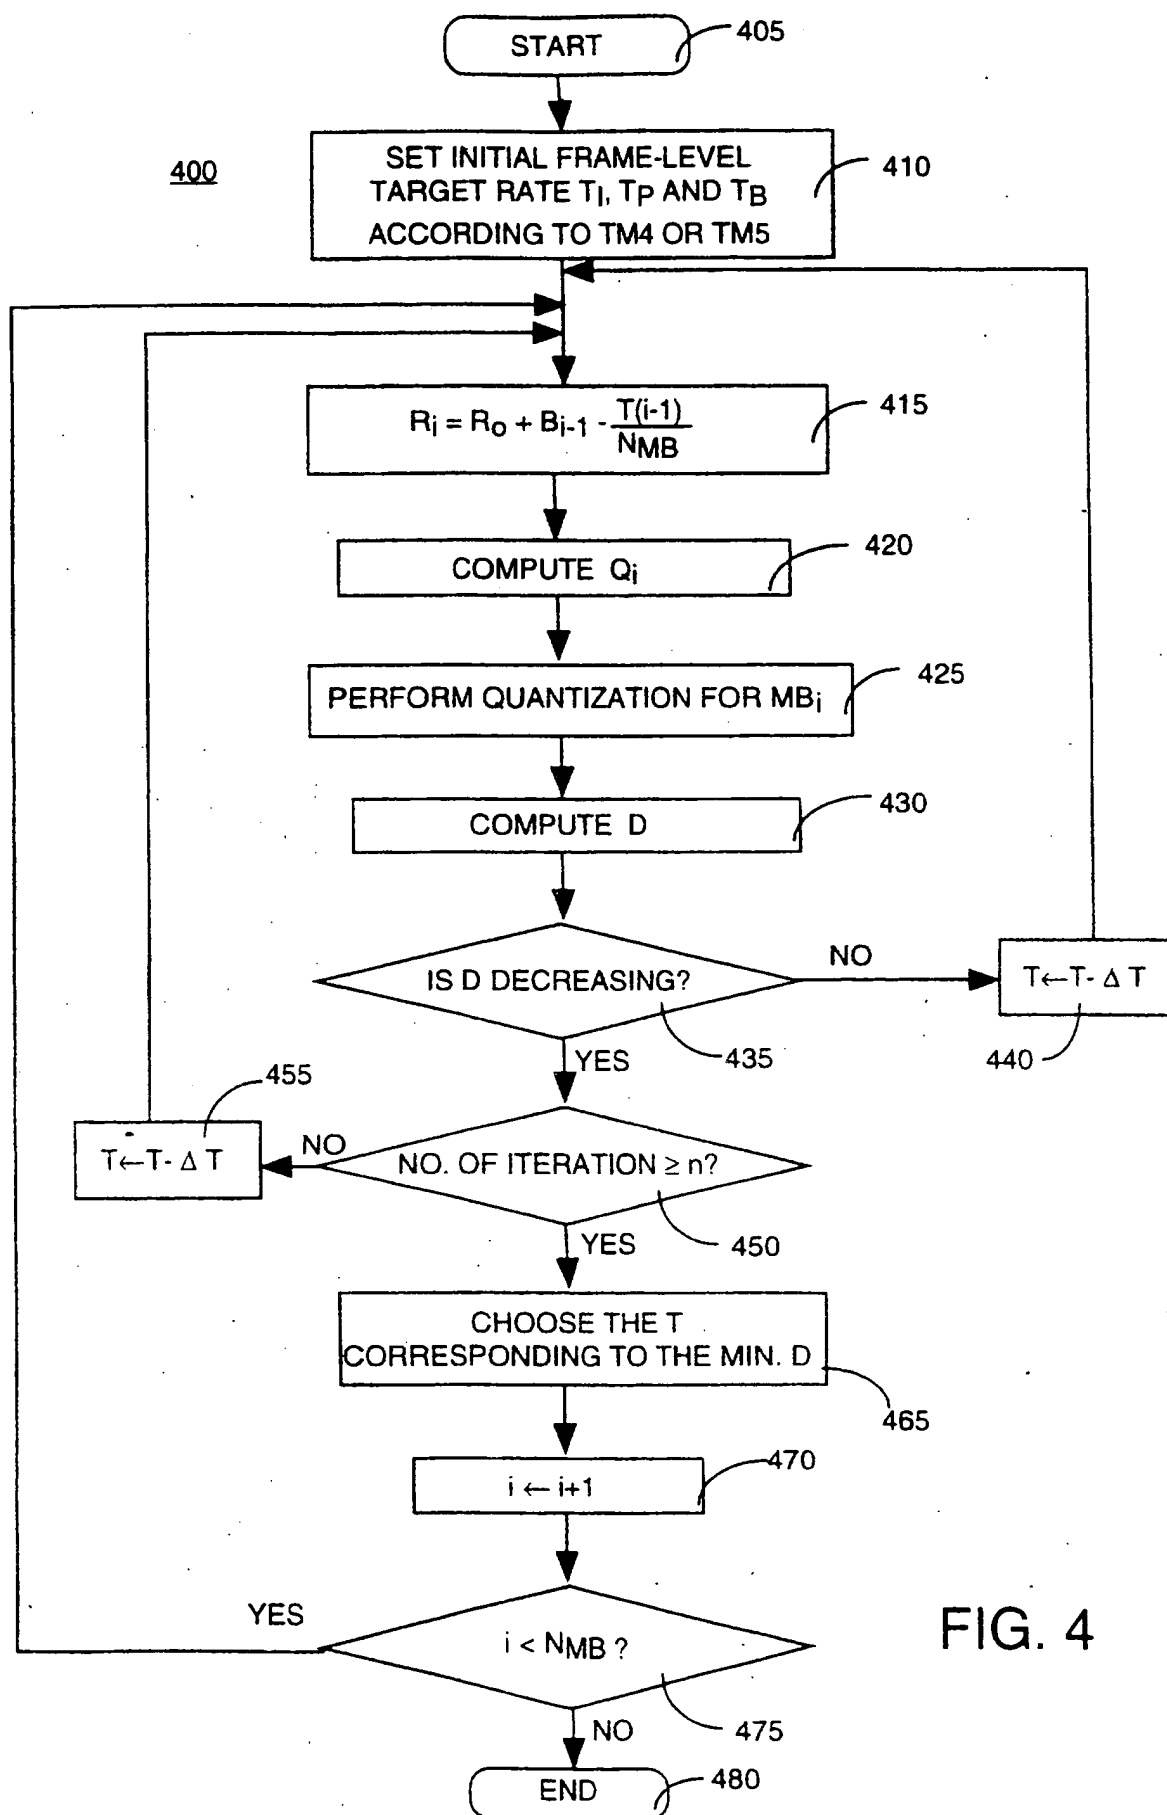 START
405
400
SET INITIAL FRAME-LEVEL
TARGET RATE TI, TP AND TB
ACCORDING TO TM4 OR TM5
410
Ri = Ro + Bi-1 - T(i-1)/NMB
415
COMPUTE Qi
420
PERFORM QUANTIZATION FOR MBi
425
COMPUTE D
430
IS D DECREASING?
NO
435
T←T- Δ T
440
YES
455
T←T- Δ T
NO
NO. OF ITERATION ≥ n?
450
YES
CHOOSE THE T
CORRESPONDING TO THE MIN. D
465
i ← i+1
470
YES
i < NMB ?
475
FIG. 4
NO
END
480